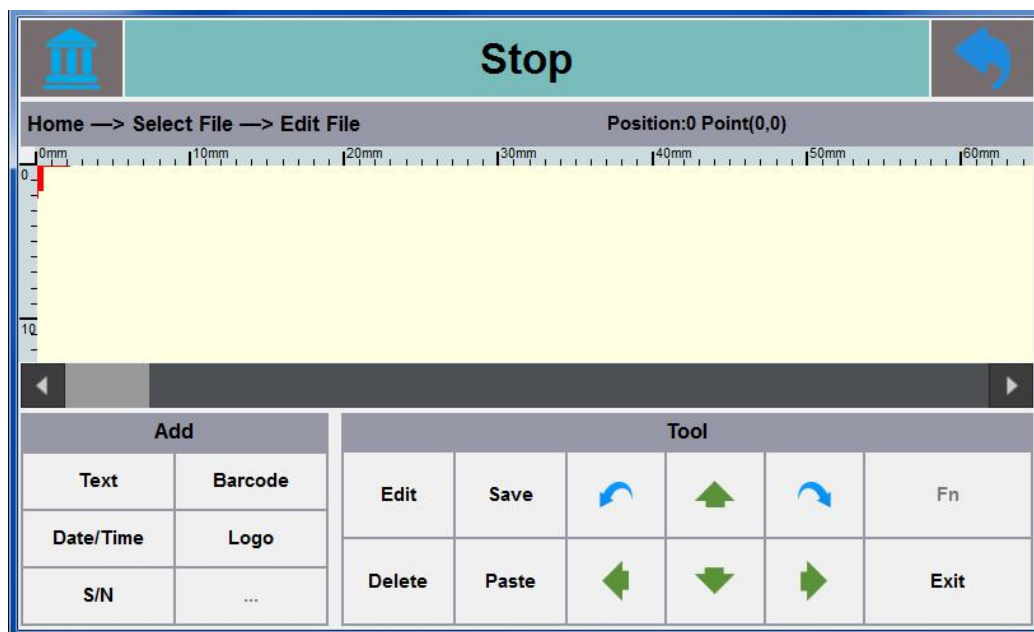 Stop
Home —> Select File —> Edit File Position:0 Point(0,0)
0mm 10mm 20mm 30mm 40mm 50mm 60mm
0
10
Add Tool
Text Barcode Edit Save Fn
Date/Time Logo
S/N ... Delete Paste Exit